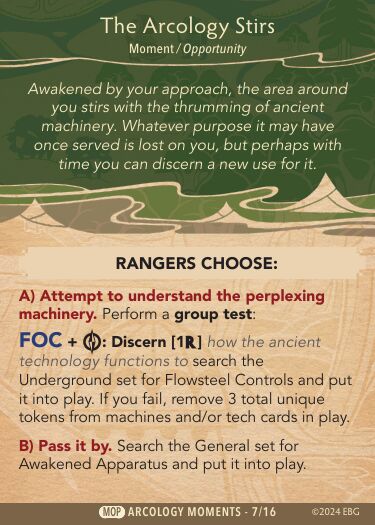 The Arcology Stirs
Moment / Opportunity
Awakened by your approach, the area around
you stirs with the thrumming of ancient
machinery. Whatever purpose it may have
once served is lost on you, but perhaps with
time you can discern a new use for it.
RANGERS CHOOSE:
A) Attempt to understand the perplexing
machinery. Perform a group test:
FOC + : Discern [1R] how the ancient
technology functions to search the
Underground set for Flowsteel Controls and put
it into play. If you fail, remove 3 total unique
tokens from machines and/or tech cards in play.
B) Pass it by. Search the General set for
Awakened Apparatus and put it into play.
MOP ARCOLOGY MOMENTS - 7/16
©2024 EBG